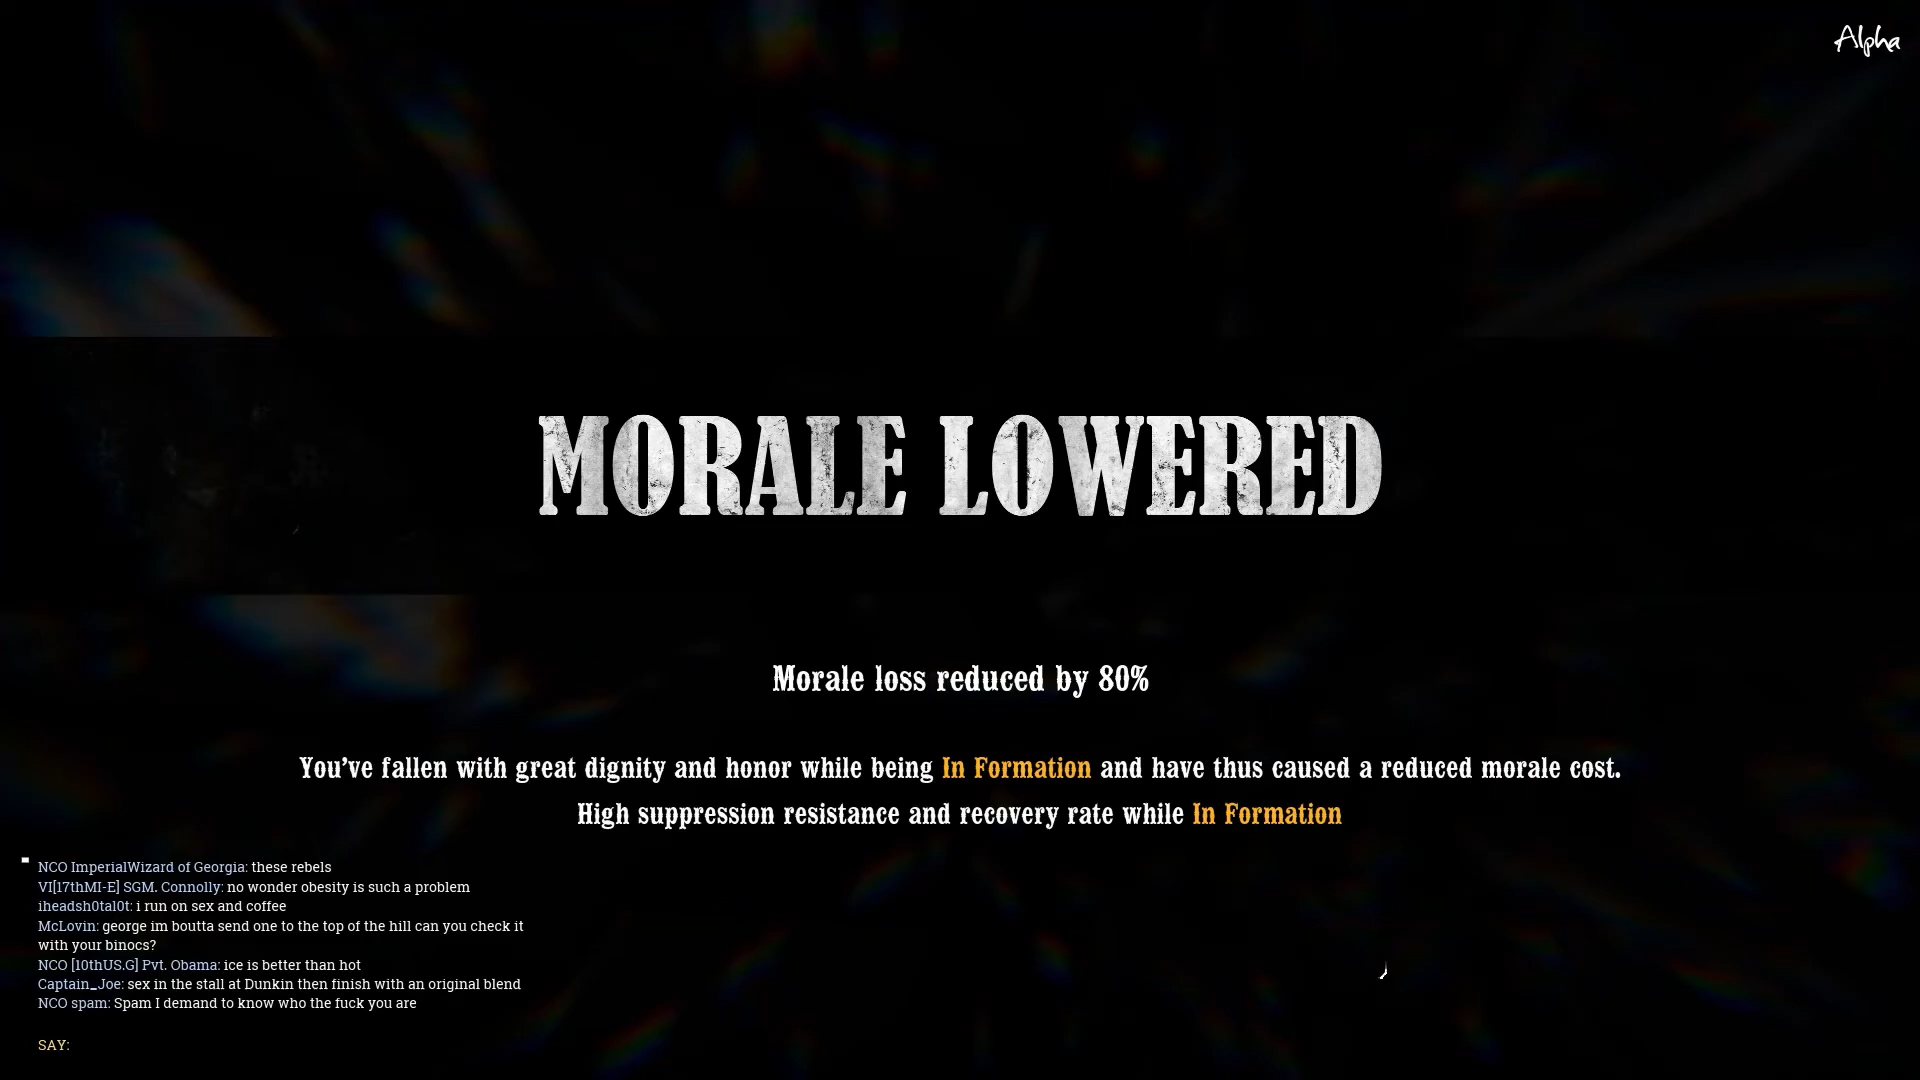 Alpha
MORALE LOWERED
Morale loss reduced by 80%
You've fallen with great dignity and honor while being In Formation and have thus caused a reduced morale cost.
High suppression resistance and recovery rate while In Formation
NCO ImperialWizard of Georgia: these rebels
VI[17thMI-E] SGM. Connolly: no wonder obesity is such a problem
iheadsh0tal0t: i run on sex and coffee
McLovin: george im boutta send one to the top of the hill can you check it
with your binocs?
NCO [10thUS.G] Pvt. Obama: ice is better than hot
Captain_Joe: sex in the stall at Dunkin then finish with an original blend
NCO spam: Spam I demand to know who the fuck you are
SAY: